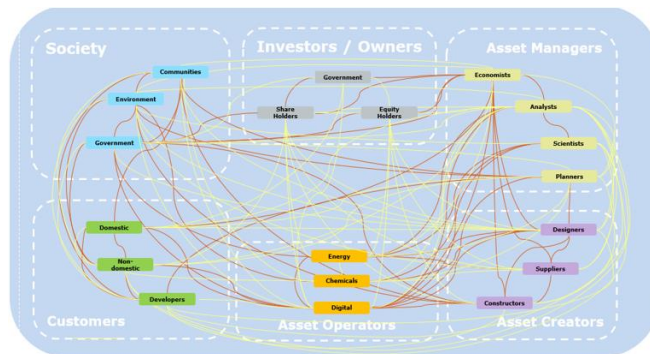 Society
Communities
Environment
Government
Investors / Owners
Government
Share
Holders
Equity
Holders
Asset Managers
Economists
Analysts
Scientists
Planners
Domestic
Non-
domestic
Developers
Customers
Energy
Chemicals
Digital
Asset Operators
Designers
Suppliers
Constructors
Asset Creators